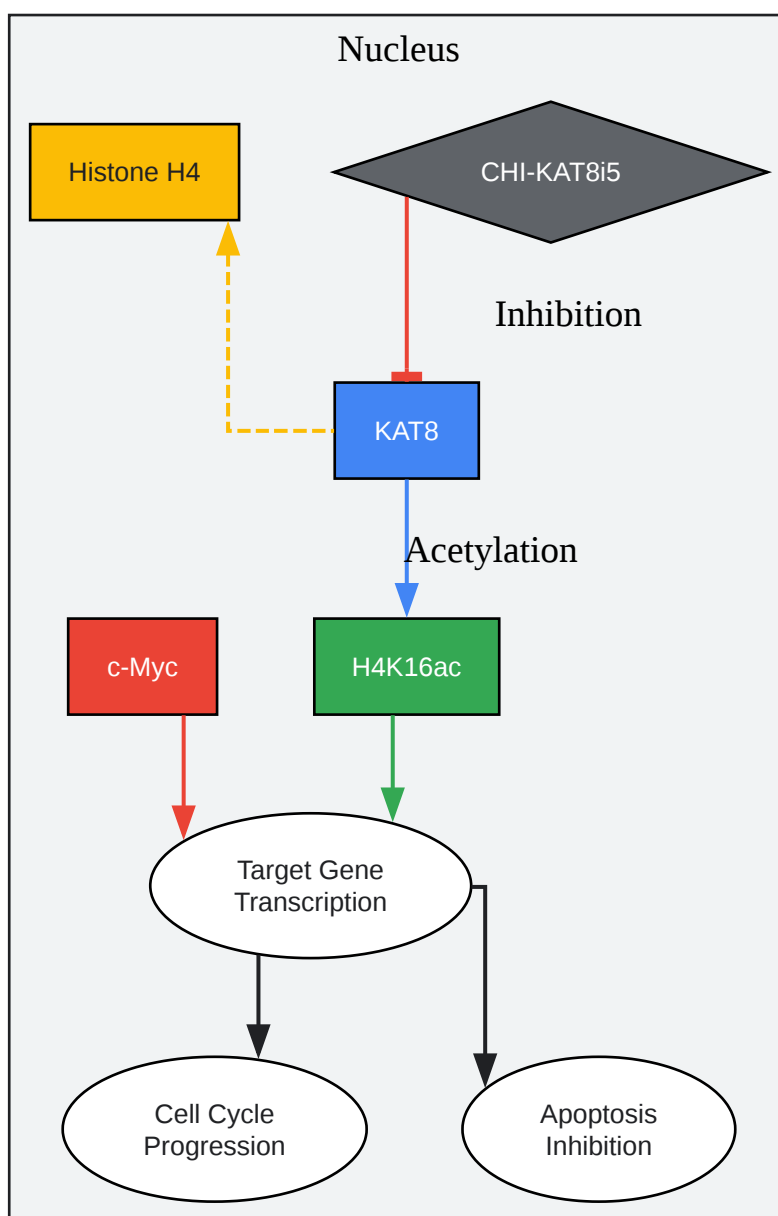 Nucleus
Histone H4
CHI-KAT8i5
Inhibition
KAT8
Acetylation
c-Myc
H4K16ac
Target Gene
Transcription
Cell Cycle
Progression
Apoptosis
Inhibition